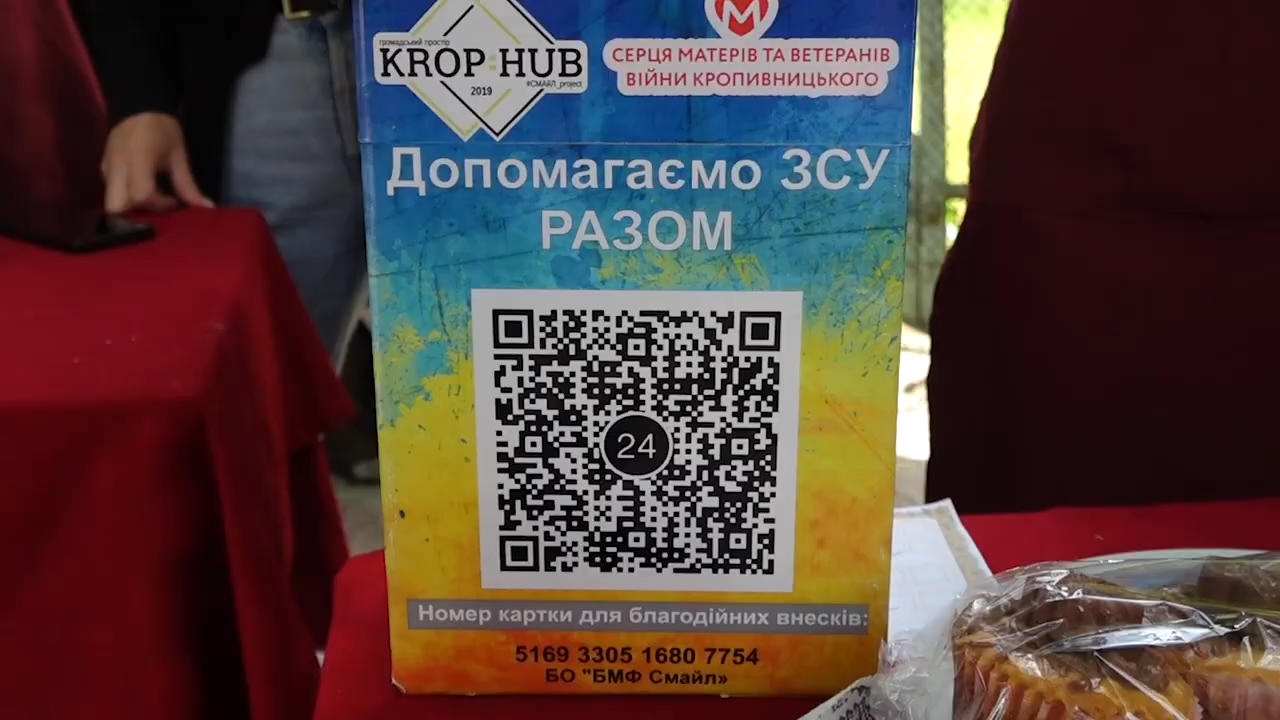 громадський простір
KROP:HUB
#СМАЙЛ_project
2019
М
СЕРЦЯ МАТЕРІВ ТА ВЕТЕРАНІВ
ВІЙНИ КРОПИВНИЦЬКОГО
Допомагаємо ЗСУ
РАЗОМ
24
Номер картки для благодійних внесків:
5169 3305 1680 7754
БО "БМФ Смайл»